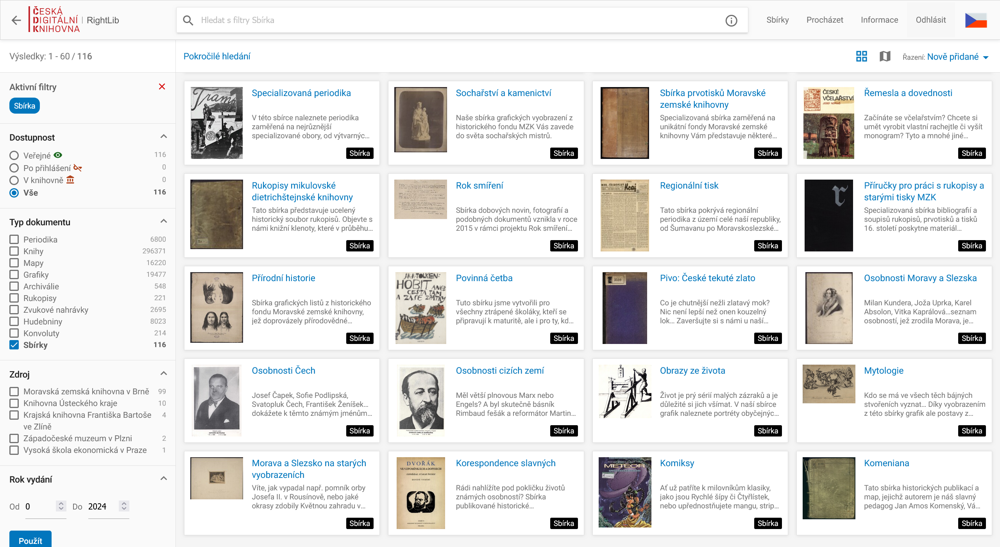 ČESKÁ
DIGITÁLNÍ
KNIHOVNA
RightLib
Hledat s filtry Sbírka
Sbírky
Procházet
Informace
Odhlásit
Výsledky: 1 - 60 / 116
Pokročilé hledání
Řazení: Nově přidané
Aktivní filtry
Sbírka
Dostupnost
Veřejné 116
Po přihlášení 0
V knihovně 0
Vše 116
Typ dokumentu
Periodika 6800
Knihy 296371
Mapy 16220
Grafiky 19477
Archiválie 548
Rukopisy 221
Zvukové nahrávky 2695
Hudebniny 8023
Konvoluty 214
Sbírky 116
Zdroj
Moravská zemská knihovna v Brně 99
Knihovna Ústeckého kraje 10
Krajská knihovna Františka Bartoše 4
ve Zlíně
Západočeské muzeum v Plzni 2
Vysoká škola ekonomická v Praze 1
Rok vydání
Od 0 Do 2024
Použít
Tramp
Specializovaná periodika
V této sbírce naleznete periodika
zaměřená na nejrůznější
specializované obory, od výtvarnýc...
Sbírka
Sochařství a kamenictví
Naše sbírka grafických vyobrazení z
historického fondu MZK Vás zavede
do světa sochařských mistrů.
Sbírka
Sbírka prvotisků Moravské
zemské knihovny
Specializovaná sbírka zaměřená na
unikátní fondy Moravské zemské
knihovny Vám představuje některé...
Sbírka
ČESKÉ
VČELAŘSTVÍ
JOSEF NEPRAŠ
Řemesla a dovednosti
Začínáte se včelařstvím? Chcete si
umět vyrobit vlastní rachejtle či vyšít
monogram? Tyto a mnohé jiné...
Sbírka
Rukopisy mikulovské
dietrichštejnské knihovny
Tato sbírka představuje ucelený
historický soubor rukopisů. Objevte s
námi knižní klenoty, které v průběhu...
Sbírka
Rok smíření
Sbírka dobových novin, fotografií a
podobných dokumentů vznikla v roce
2015 v rámci projektu Rok smíření...
Sbírka
Kraj
Regionální tisk
Tato sbírka pokrývá regionální
periodika z území celé naší republiky,
od Šumavanu po Moravskoslezské...
Sbírka
r
Příručky pro práci s rukopisy a
starými tisky MZK
Specializovaná sbírka bibliografií a
soupisů rukopisů, prvotisků a tisků
16. století poskytne materiál...
Sbírka
Přírodní historie
Sbírka grafických listů z historického
fondu Moravské zemské knihovny,
jež doprovázely přírodovědné...
Sbírka
J.R.R. TOLKIEN:
HOBIT ANEB
CESTA TAM
A ZASE ZPÁTKY
Povinná četba
Tuto sbírku jsme vytvořili pro
všechny ztrápené školáky, kteří se
připravují k maturitě, ale i pro ty, kd...
Sbírka
3539
Pivo: České tekuté zlato
Co je chutnější nežli zlatavý mok?
Nic není lepší než onen kouzelný
lok... Zaveršujte si s námi u naší...
Sbírka
Osobnosti Moravy a Slezska
Milan Kundera, Joža Uprka, Karel
Absolon, Vitka Kaprálová...seznam
osobností, jež zrodila Morava, je...
Sbírka
ANTONÍN MATĚJČEK
Osobnosti Čech
Josef Čapek, Sofie Podlipská,
Svatopluk Čech, František Ženíšek...
dokážete k těmto známým jménům...
Sbírka
Osobnosti cizích zemí
Měl větší plnovous Marx nebo
Engels? A byl skutečně básník
Rimbaud fešák a reformátor Martin...
Sbírka
Obrazy ze života
Život je prý sérií malých zázraků a je
důležité si jich všímat. V naší sbírce
grafik naleznete portréty obyčejnýc...
Sbírka
Mytologie
Kdo se má ve všech těch bájných
stvořeních vyznat... Díky vyobrazením
z této sbírky grafik ale postavy z...
Sbírka
Morava a Slezsko na starých
vyobrazeních
Víte, jak vypadal např. pomník orby
Josefa II. v Rousínově, nebo jaké
okrasy zdobily Květnou zahradu v...
Sbírka
DVOŘÁK
VE VZPOMÍNKÁCH A DOPISECH
USPOŘÁDAL OTAKAR ŠOUREK
DEVÁTÉ VYDÁNÍ
ORBIS
PRAHA
Korespondence slavných
Rádi nahlížíte pod pokličku životů
známých osobností? Sbírka
publikované historické...
Sbírka
METEOR
Komiksy
Ať už patříte k milovníkům klasiky,
jako jsou Rychlé šípy či Čtyřlístek,
nebo upřednostňujete mangu, strip...
Sbírka
Komeniana
Tato sbírka historických publikací a
map, jejichž autorem je náš slavný
pedagog Jan Amos Komenský, Vá...
Sbírka